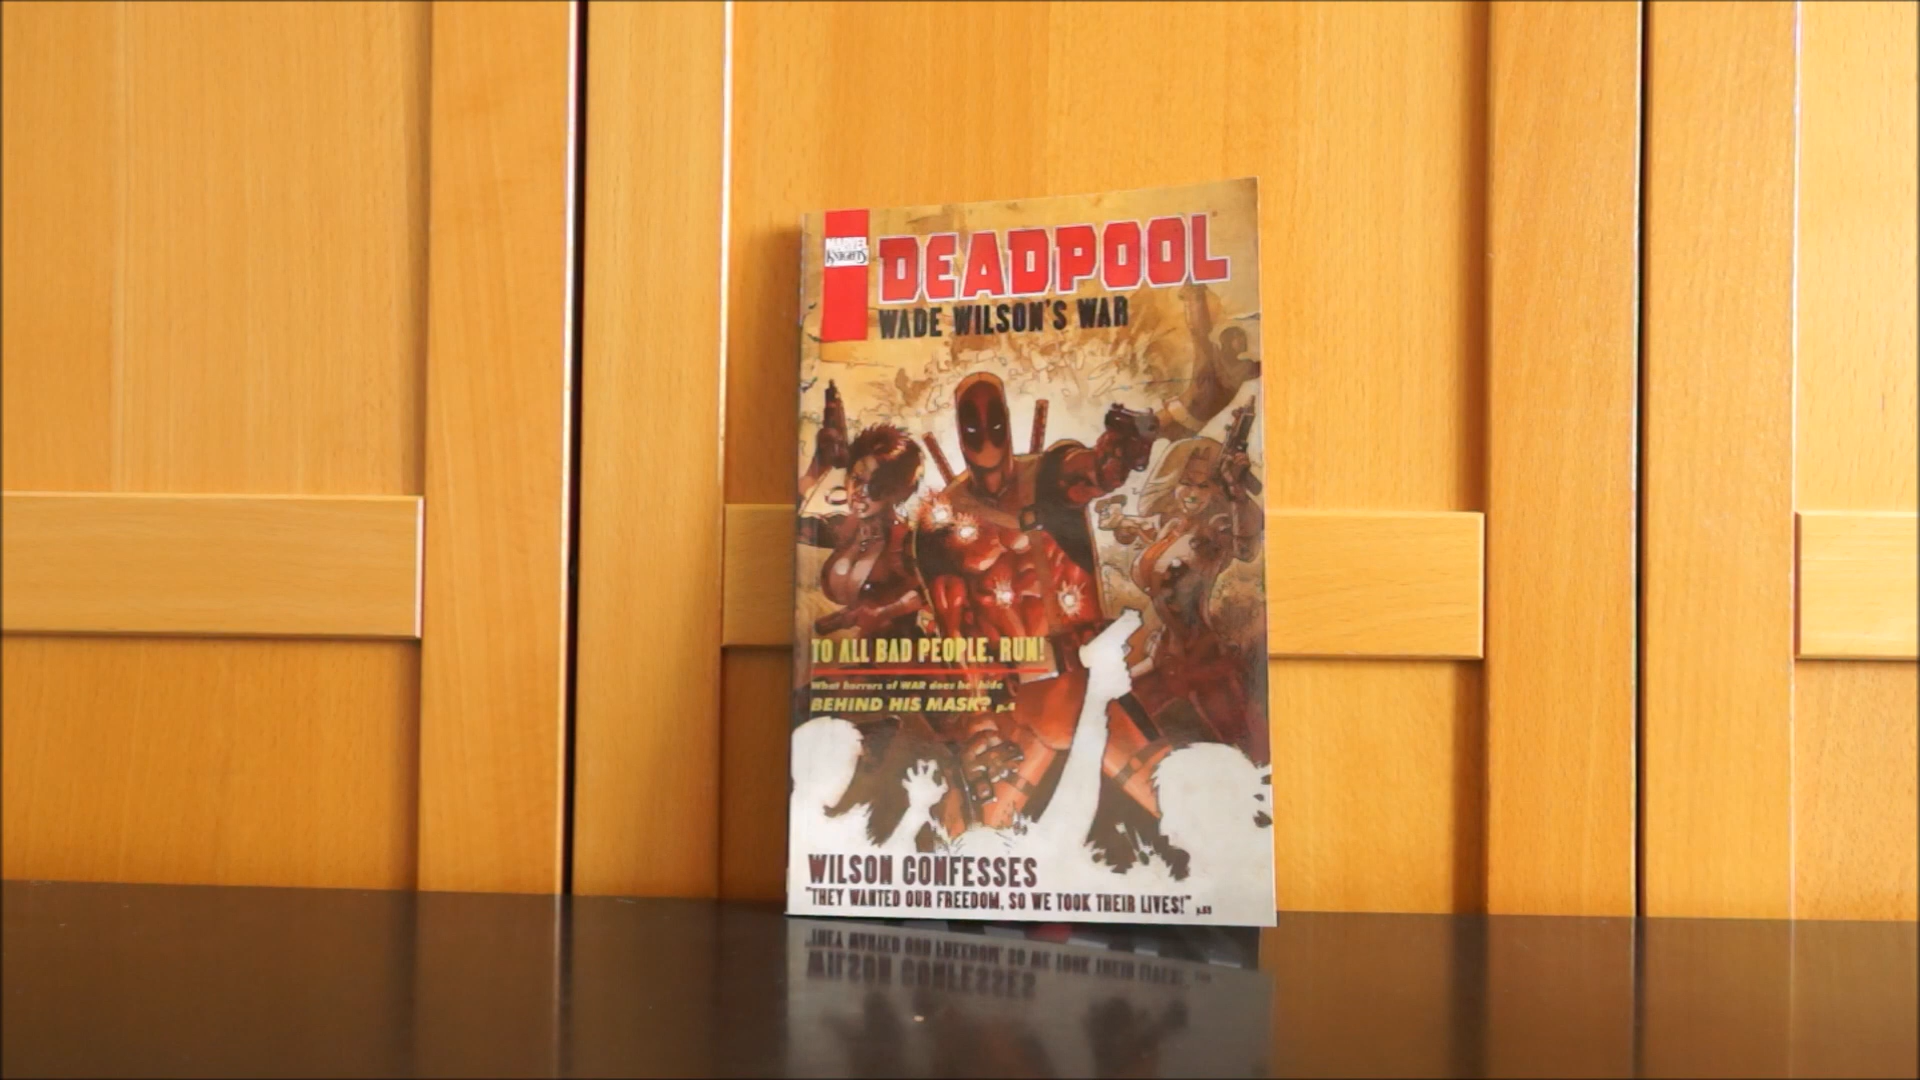 MARVEL
KNIGHTS
DEADPOOL
WADE WILSON'S WAR
TO ALL BAD PEOPLE, RUN!
What horrors of WAR does he hide
BEHIND HIS MASK? p.4
WILSON CONFESSES
"THEY WANTED OUR FREEDOM, SO WE TOOK THEIR LIVES!"